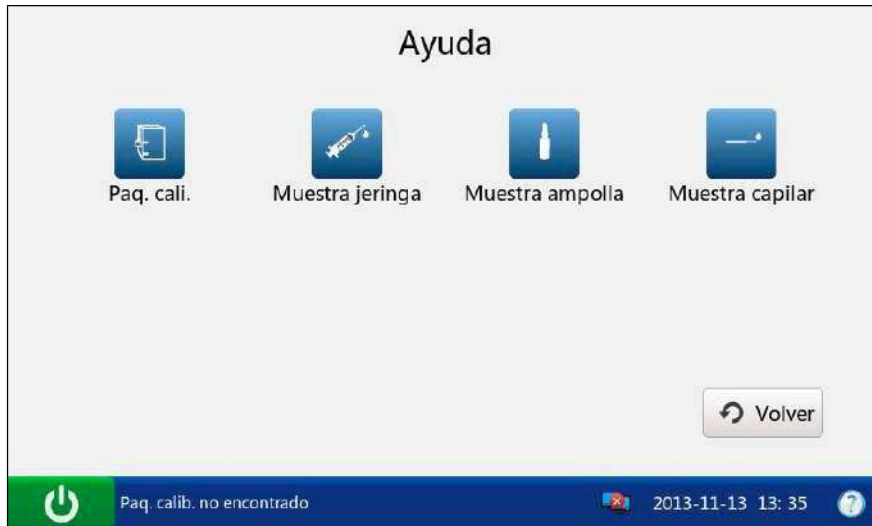 Ayuda
Paq. cali. Muestra jeringa Muestra ampolla Muestra capilar
Volver
Paq. calib. no encontrado 2013-11-13 13: 35 ?